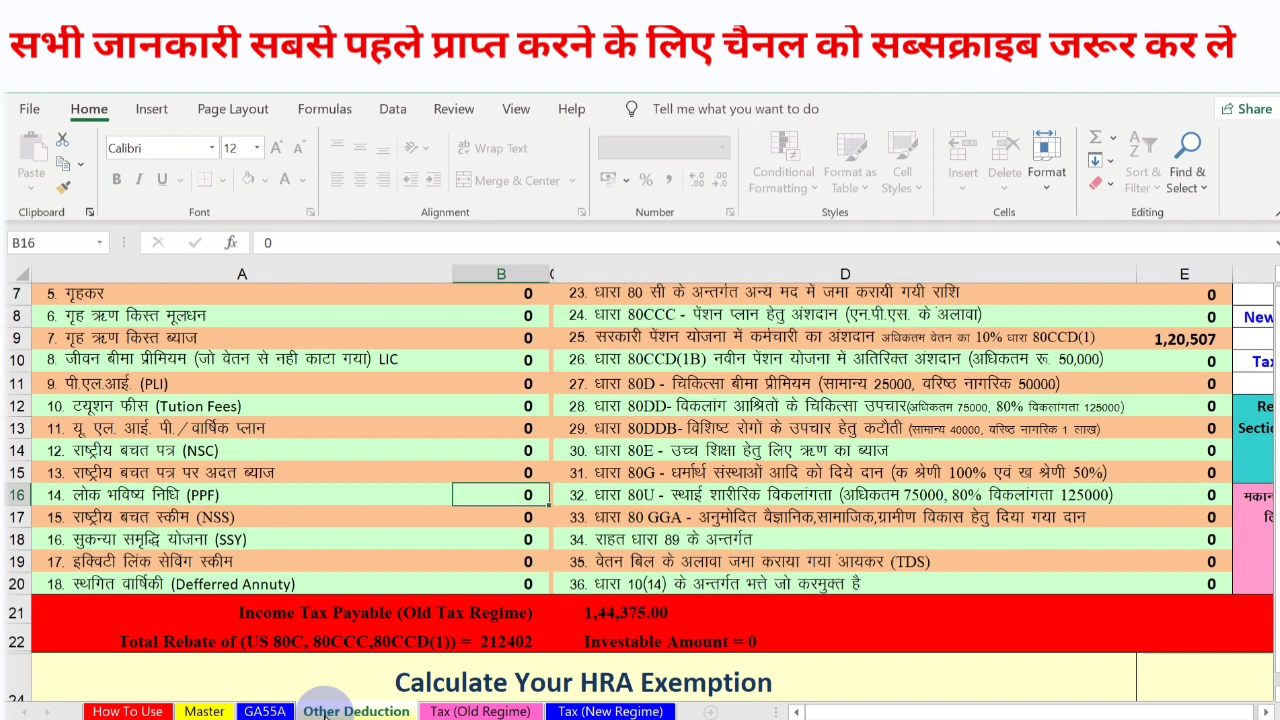 सभी जानकारी सबसे पहले प्राप्त करने के लिए चैनल को सब्सक्राइब जरूर कर ले
File Home Insert Page Layout Formulas Data Review View Help Tell me what you want to do Share
Calibri 12 Wrap Text
Paste B I U Merge & Center % Conditional Formatting Format as Table Cell Styles Insert Delete Format Sort & Filter Find & Select
Clipboard Font Alignment Number Styles Cells Editing
B16 fx 0
A B C D E
7 5. गृहकर 0 23. धारा 80 सी के अन्तर्गत अन्य मद में जमा करायी गयी राशि 0
8 6. गृह ऋण किस्त मूलधन 0 24. धारा 80CCC - पेंशन प्लान हेतु अंशदान (एन.पी.एस. के अलावा) 0 New
9 7. गृह ऋण किस्त ब्याज 0 25. सरकारी पेंशन योजना में कर्मचारी का अंशदान अधिकतम वेतन का 10% धारा 80CCD(1) 1,20,507
10 8. जीवन बीमा प्रीमियम (जो वेतन से नही काटा गया) LIC 0 26. धारा 80CCD(1B) नवीन पेंशन योजना में अतिरिक्त अंशदान (अधिकतम रू. 50,000) 0 Tax
11 9. पी.एल.आई. (PLI) 0 27. धारा 80D - चिकित्सा बीमा प्रीमियम (सामान्य 25000, वरिष्ठ नागरिक 50000) 0
12 10. टयूशन फीस (Tution Fees) 0 28. धारा 80DD- विकलांग आश्रितों के चिकित्सा उपचार(अधिकतम 75000, 80% विकलांगता 125000) 0 Re
13 11. यू. एल. आई. पी./वार्षिक प्लान 0 29. धारा 80DDB- विशिष्ट रोगों के उपचार हेतु कटौती (सामान्य 40000, वरिष्ठ नागरिक 1 लाख) 0 Sectio
14 12. राष्ट्रीय बचत पत्र (NSC) 0 30. धारा 80E - उच्च शिक्षा हेतु लिए ऋण का ब्याज 0
15 13. राष्ट्रीय बचत पत्र पर अदत ब्याज 0 31. धारा 80G - धर्मार्थ संस्थाओं आदि को दिये दान (क श्रेणी 100% एवं ख श्रेणी 50%) 0
16 14. लोक भविष्य निधि (PPF) 0 32. धारा 80U - स्थाई शारीरिक विकलांगता (अधिकतम 75000, 80% विकलांगता 125000) 0 मकान
17 15. राष्ट्रीय बचत स्कीम (NSS) 0 33. धारा 80 GGA - अनुमोदित वैज्ञानिक,सामाजिक,ग्रामीण विकास हेतु दिया गया दान 0
18 16. सुकन्या समृद्धि योजना (SSY) 0 34. राहत धारा 89 के अन्तर्गत 0
19 17. इक्विटी लिंक सेविंग स्कीम 0 35. वेतन बिल के अलावा जमा कराया गया आयकर (TDS) 0
20 18. स्थगित वार्षिकी (Defferred Annuty) 0 36. धारा 10(14) के अन्तर्गत भत्ते जो करमुक्त है 0
21 Income Tax Payable (Old Tax Regime) 1,44,375.00
22 Total Rebate of (US 80C, 80CCC,80CCD(1)) = 212402 Investable Amount = 0
24 Calculate Your HRA Exemption
How To Use Master GA55A Other Deduction Tax (Old Regime) Tax (New Regime)